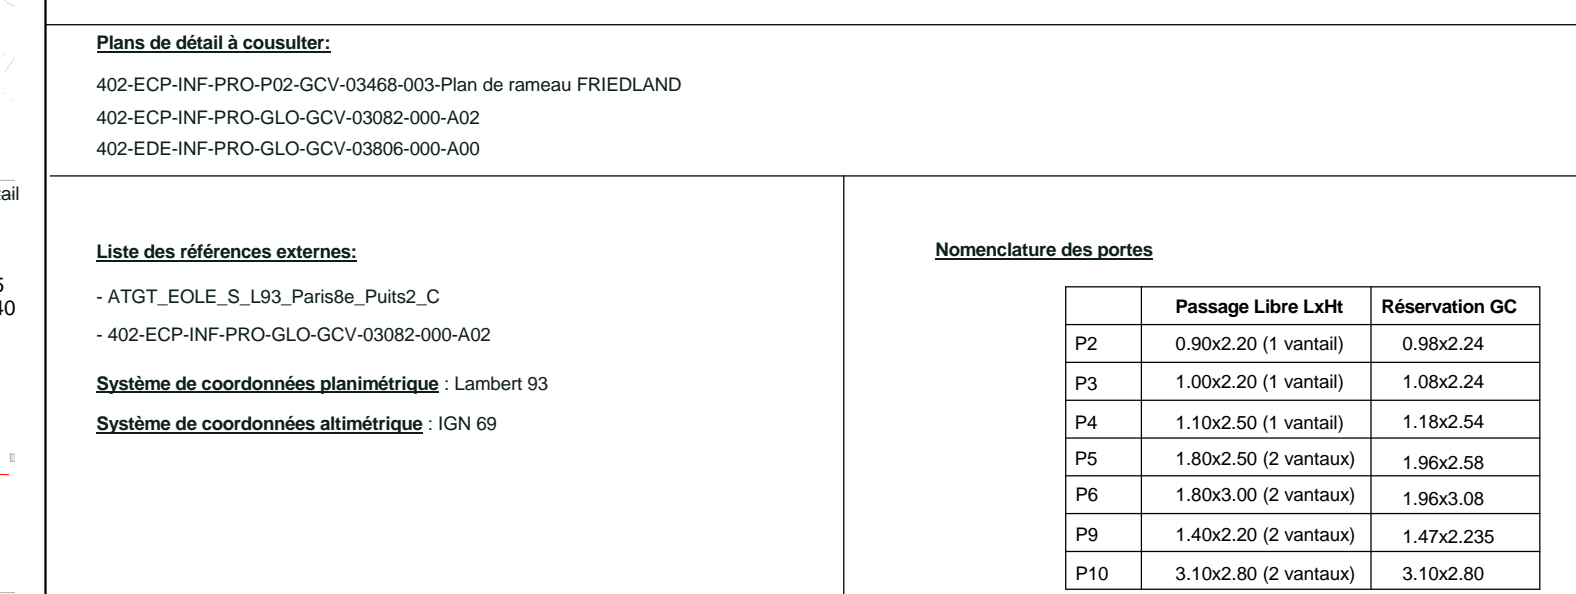 Plans de détail à cousulter:
402-ECP-INF-PRO-P02-GCV-03468-003-Plan de rameau FRIEDLAND
402-ECP-INF-PRO-GLO-GCV-03082-000-A02
402-EDE-INF-PRO-GLO-GCV-03806-000-A00
Liste des références externes:
- ATGT_EOLE_S_L93_Paris8e_Puits2_C
- 402-ECP-INF-PRO-GLO-GCV-03082-000-A02
Système de coordonnées planimétrique : Lambert 93
Système de coordonnées altimétrique : IGN 69
Nomenclature des portes
Passage Libre LxHt Réservation GC
P2 0.90x2.20 (1 vantail) 0.98x2.24
P3 1.00x2.20 (1 vantail) 1.08x2.24
P4 1.10x2.50 (1 vantail) 1.18x2.54
P5 1.80x2.50 (2 vantaux) 1.96x2.58
P6 1.80x3.00 (2 vantaux) 1.96x3.08
P9 1.40x2.20 (2 vantaux) 1.47x2.235
P10 3.10x2.80 (2 vantaux) 3.10x2.80